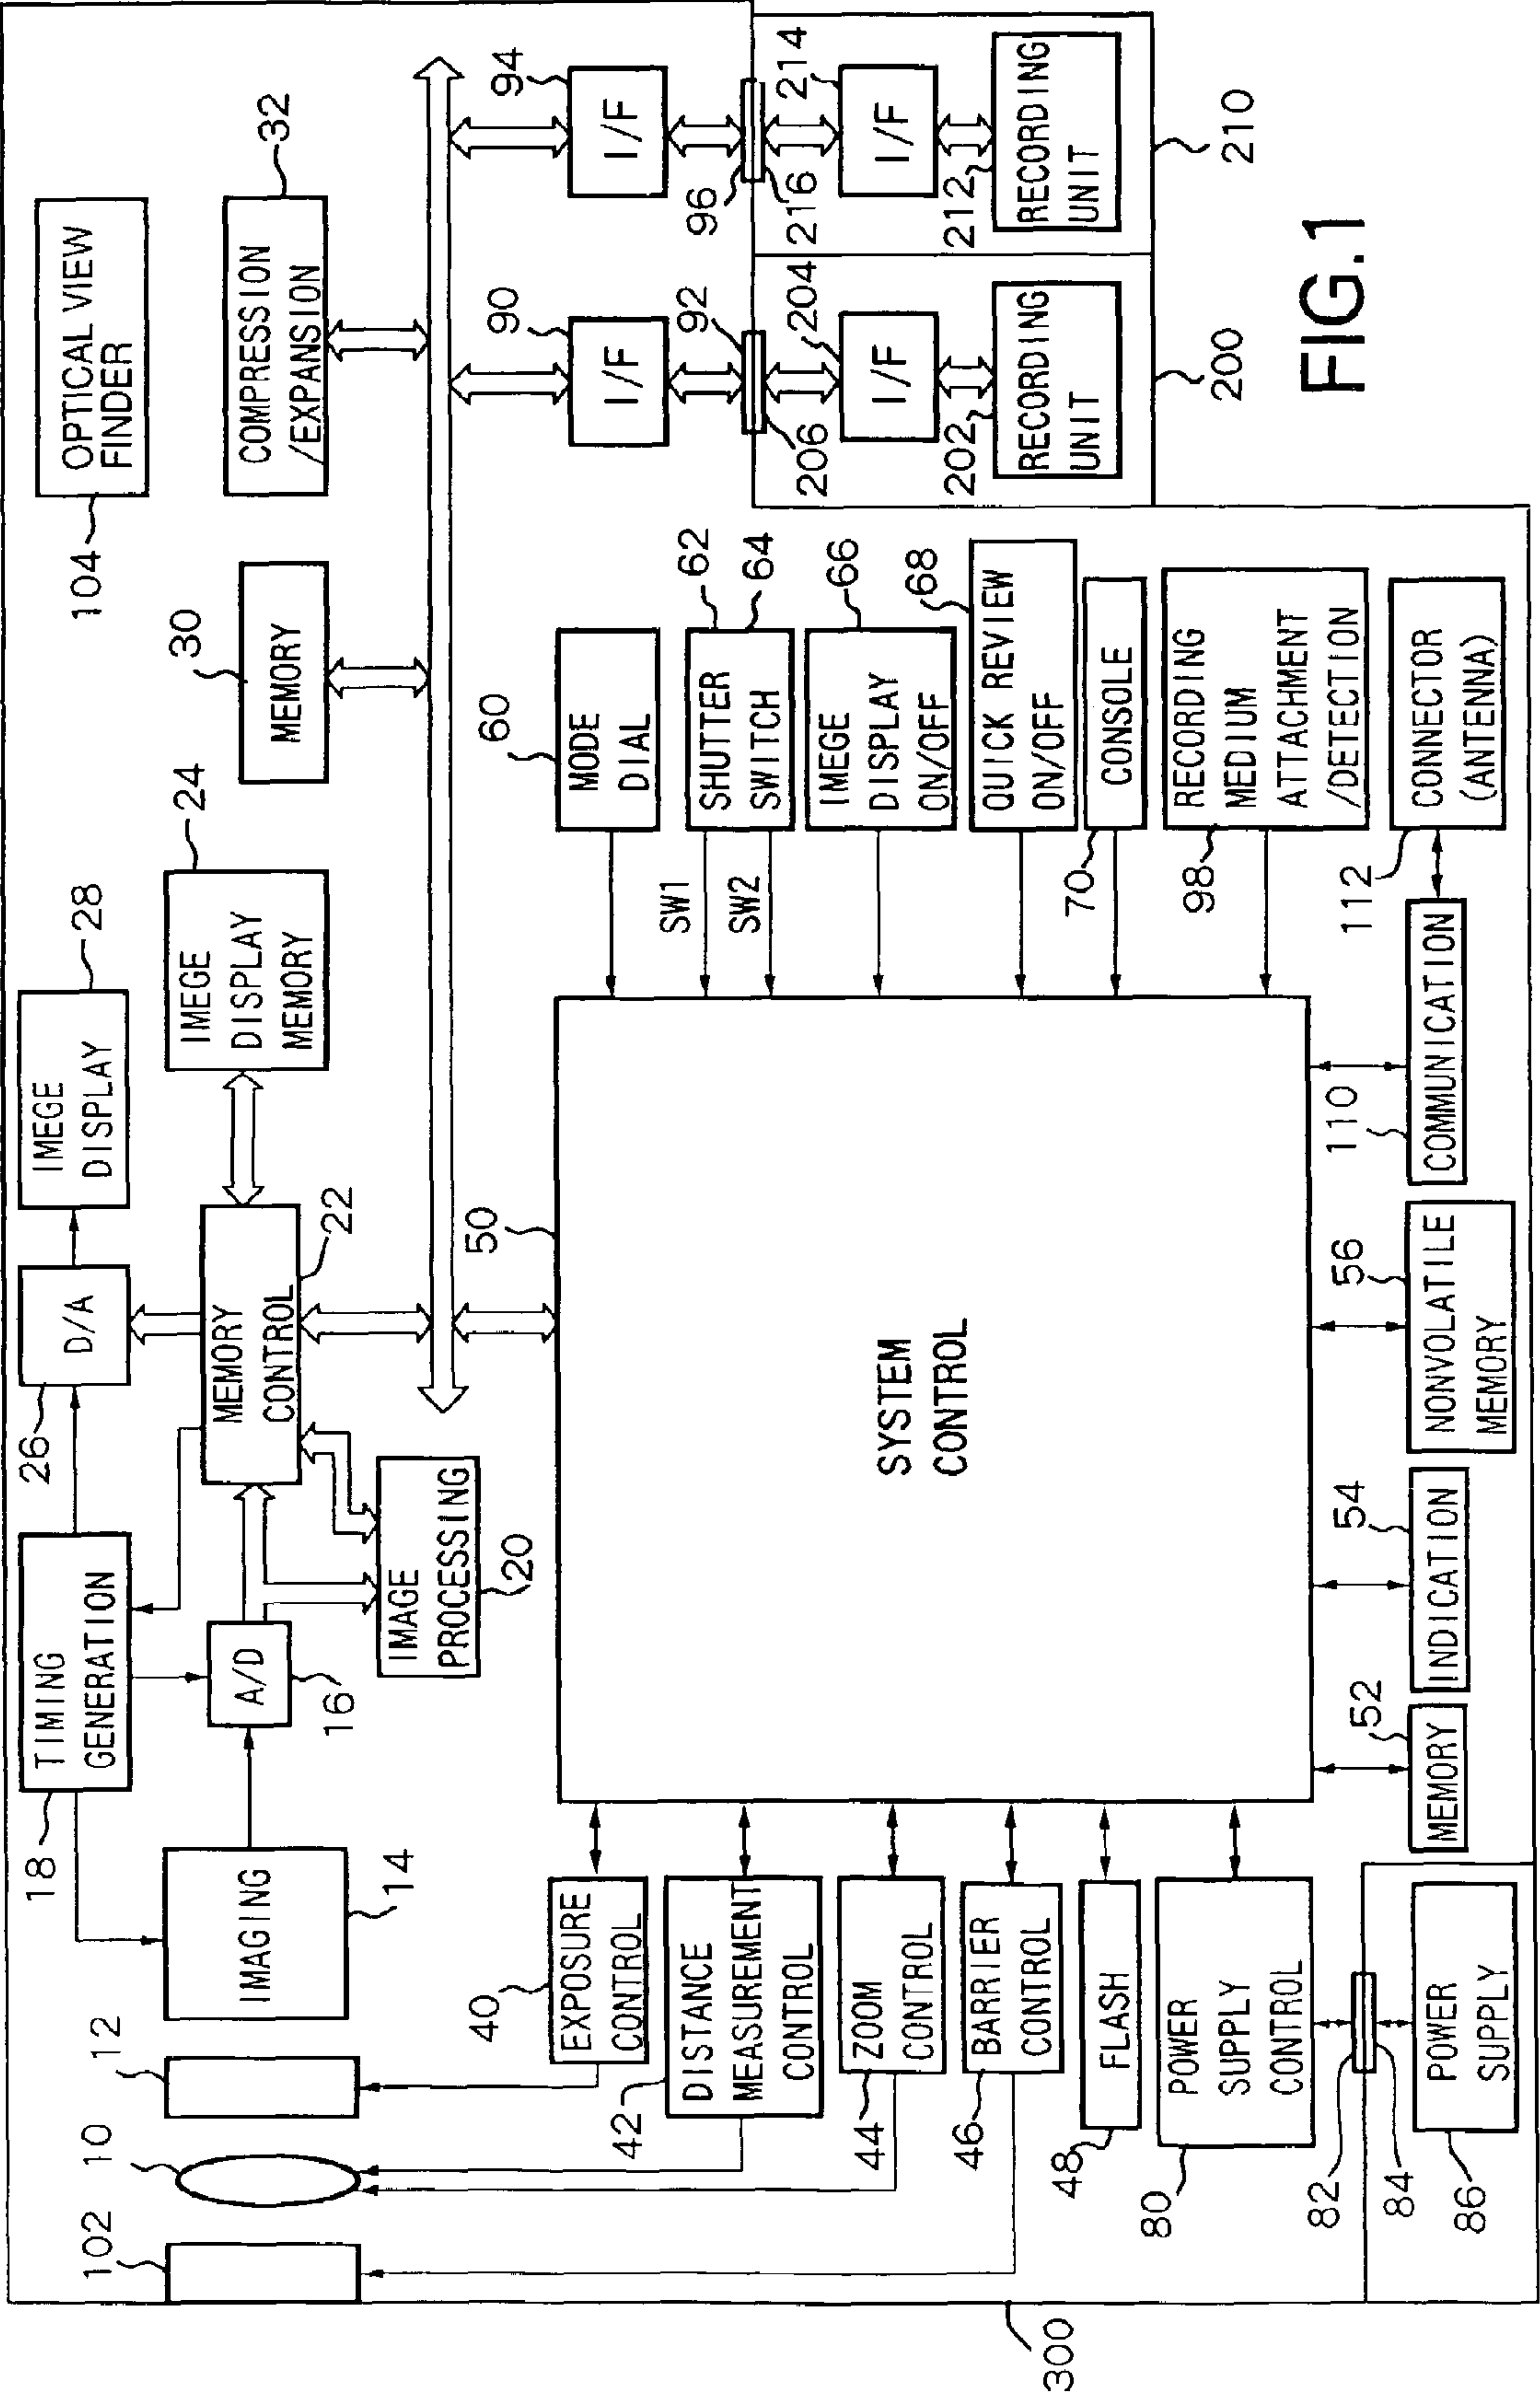 102
10
12
18
TIMING
GENERATION
26
D/A
IMEGE
DISPLAY
28
104
OPTICAL VIEW
FINDER
IMAGING
14
A/D
16
MEMORY
CONTROL
22
IMEGE
DISPLAY
MEMORY
24
MEMORY
30
COMPRESSION
/EXPANSION
32
IMAGE
PROCESSING
20
50
SYSTEM
CONTROL
40
EXPOSURE
CONTROL
42
DISTANCE
MEASUREMENT
CONTROL
44
ZOOM
CONTROL
46
BARRIER
CONTROL
48
FLASH
80
POWER
SUPPLY
CONTROL
82
84
86
POWER
SUPPLY
300
60
MODE
DIAL
62
64
SHUTTER
SWITCH
SW1
SW2
66
IMEGE
DISPLAY
ON/OFF
68
QUICK REVIEW
ON/OFF
70
CONSOLE
98
RECORDING
MEDIUM
ATTACHMENT
/DETECTION
112
CONNECTOR
(ANTENNA)
52
MEMORY
54
INDICATION
56
NONVOLATILE
MEMORY
110
COMMUNICATION
90
I/F
92
206
204
I/F
202
RECORDING
UNIT
200
94
I/F
96
216
214
I/F
212
RECORDING
UNIT
210
FIG.1